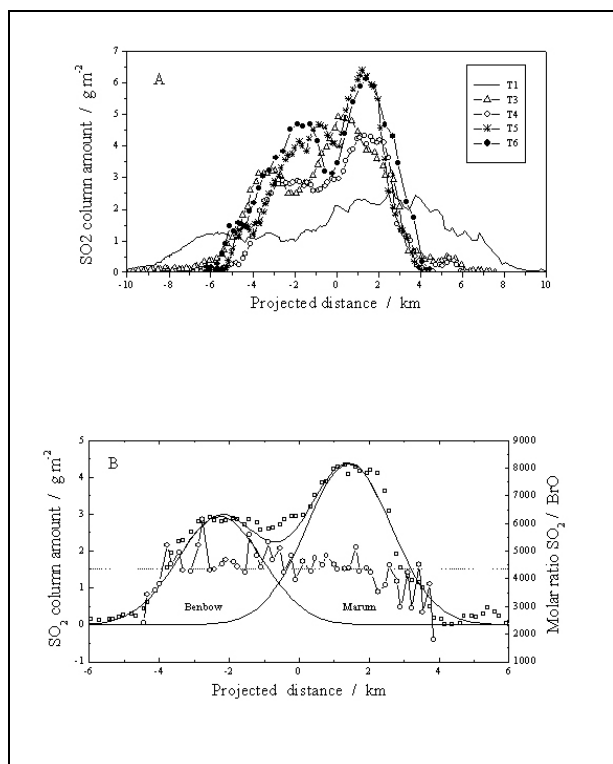 A
7
6
5
4
3
2
1
0
SO2 column amount / g m-2
T1
T3
T4
T5
T6
-10 -8 -6 -4 -2 0 2 4 6 8 10
Projected distance / km
B
5
4
3
2
1
0
-1
SO2 column amount / g m-2
Benbow
Marum
9000
8000
7000
6000
5000
4000
3000
2000
1000
Molar ratio SO2 / BrO
-6 -4 -2 0 2 4 6
Projected distance / km